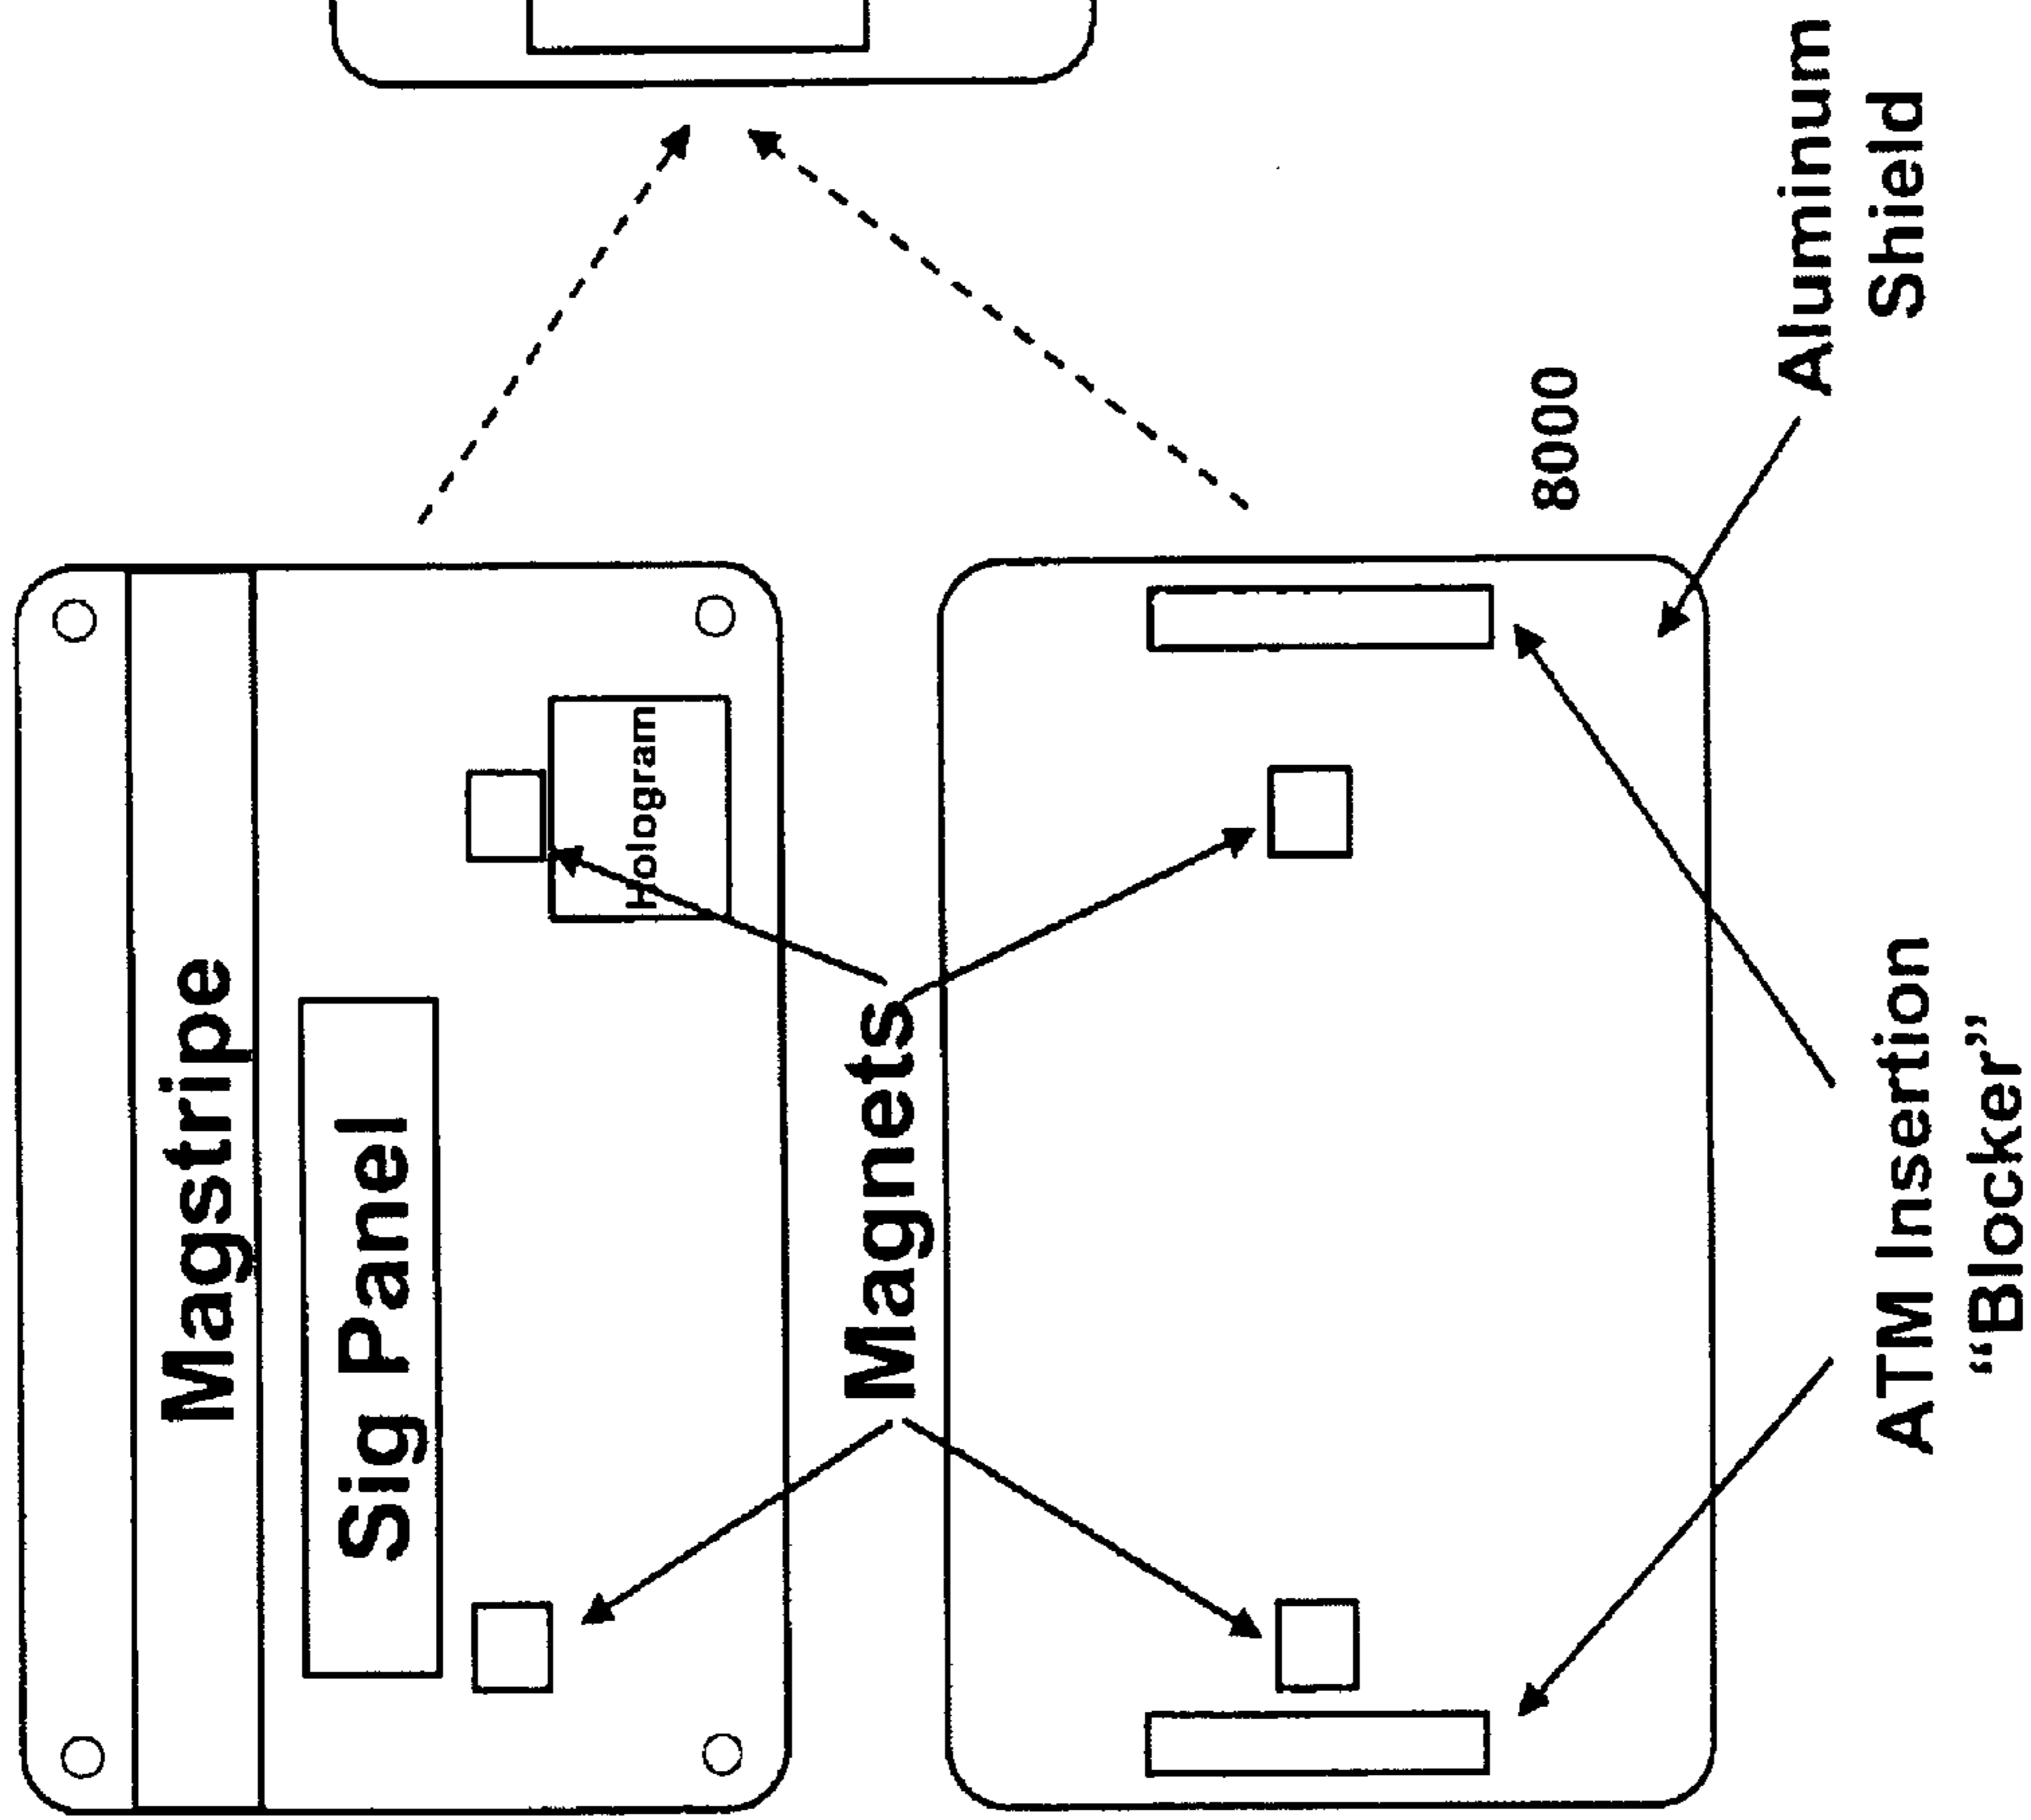 Magstripe
Sig Panel
Hologram
Magnets
8000
Aluminum
Shield
ATM Insertion
“Blocker”